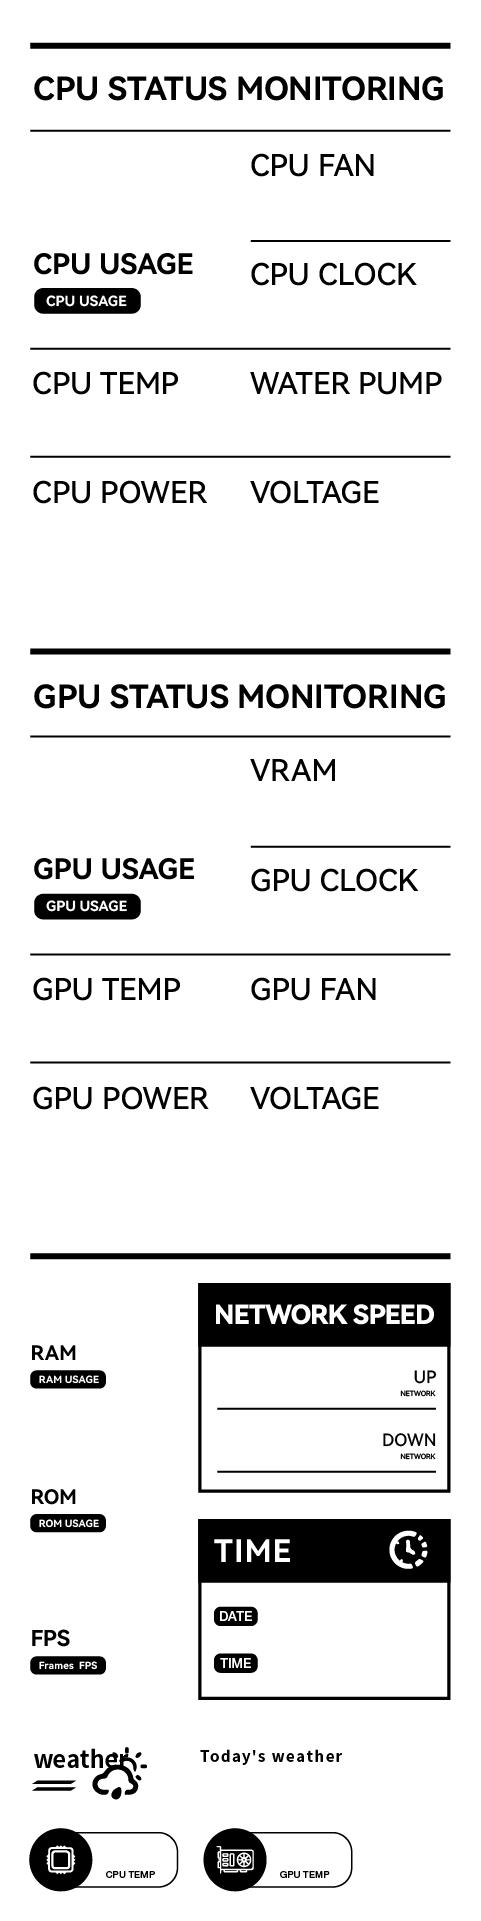 CPU STATUS MONITORING
CPU FAN
CPU USAGE
CPU USAGE
CPU CLOCK
CPU TEMP
WATER PUMP
CPU POWER
VOLTAGE
GPU STATUS MONITORING
VRAM
GPU USAGE
GPU USAGE
GPU CLOCK
GPU TEMP
GPU FAN
GPU POWER
VOLTAGE
NETWORK SPEED
RAM
RAM USAGE
UP
NETWORK
DOWN
NETWORK
ROM
ROM USAGE
TIME
DATE
TIME
FPS
Frames FPS
weather
Today's weather
CPU TEMP
GPU TEMP